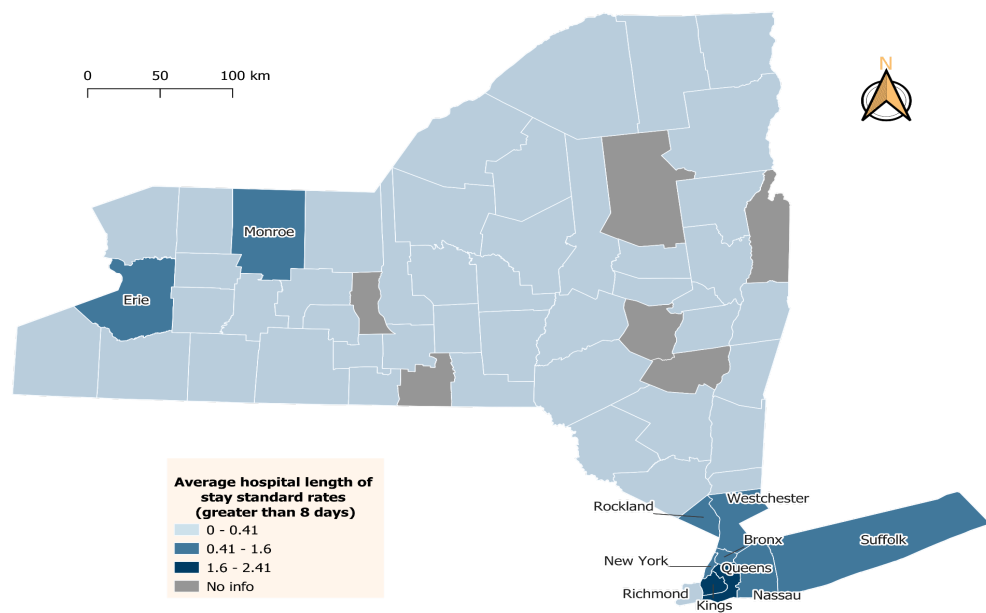 N
0 50 100 km
Monroe
Erie
Average hospital length of
stay standard rates
(greater than 8 days)
0 - 0.41
0.41 - 1.6
1.6 - 2.41
No info
Westchester
Rockland
Bronx
Suffolk
New York
Queens
Richmond
Nassau
Kings